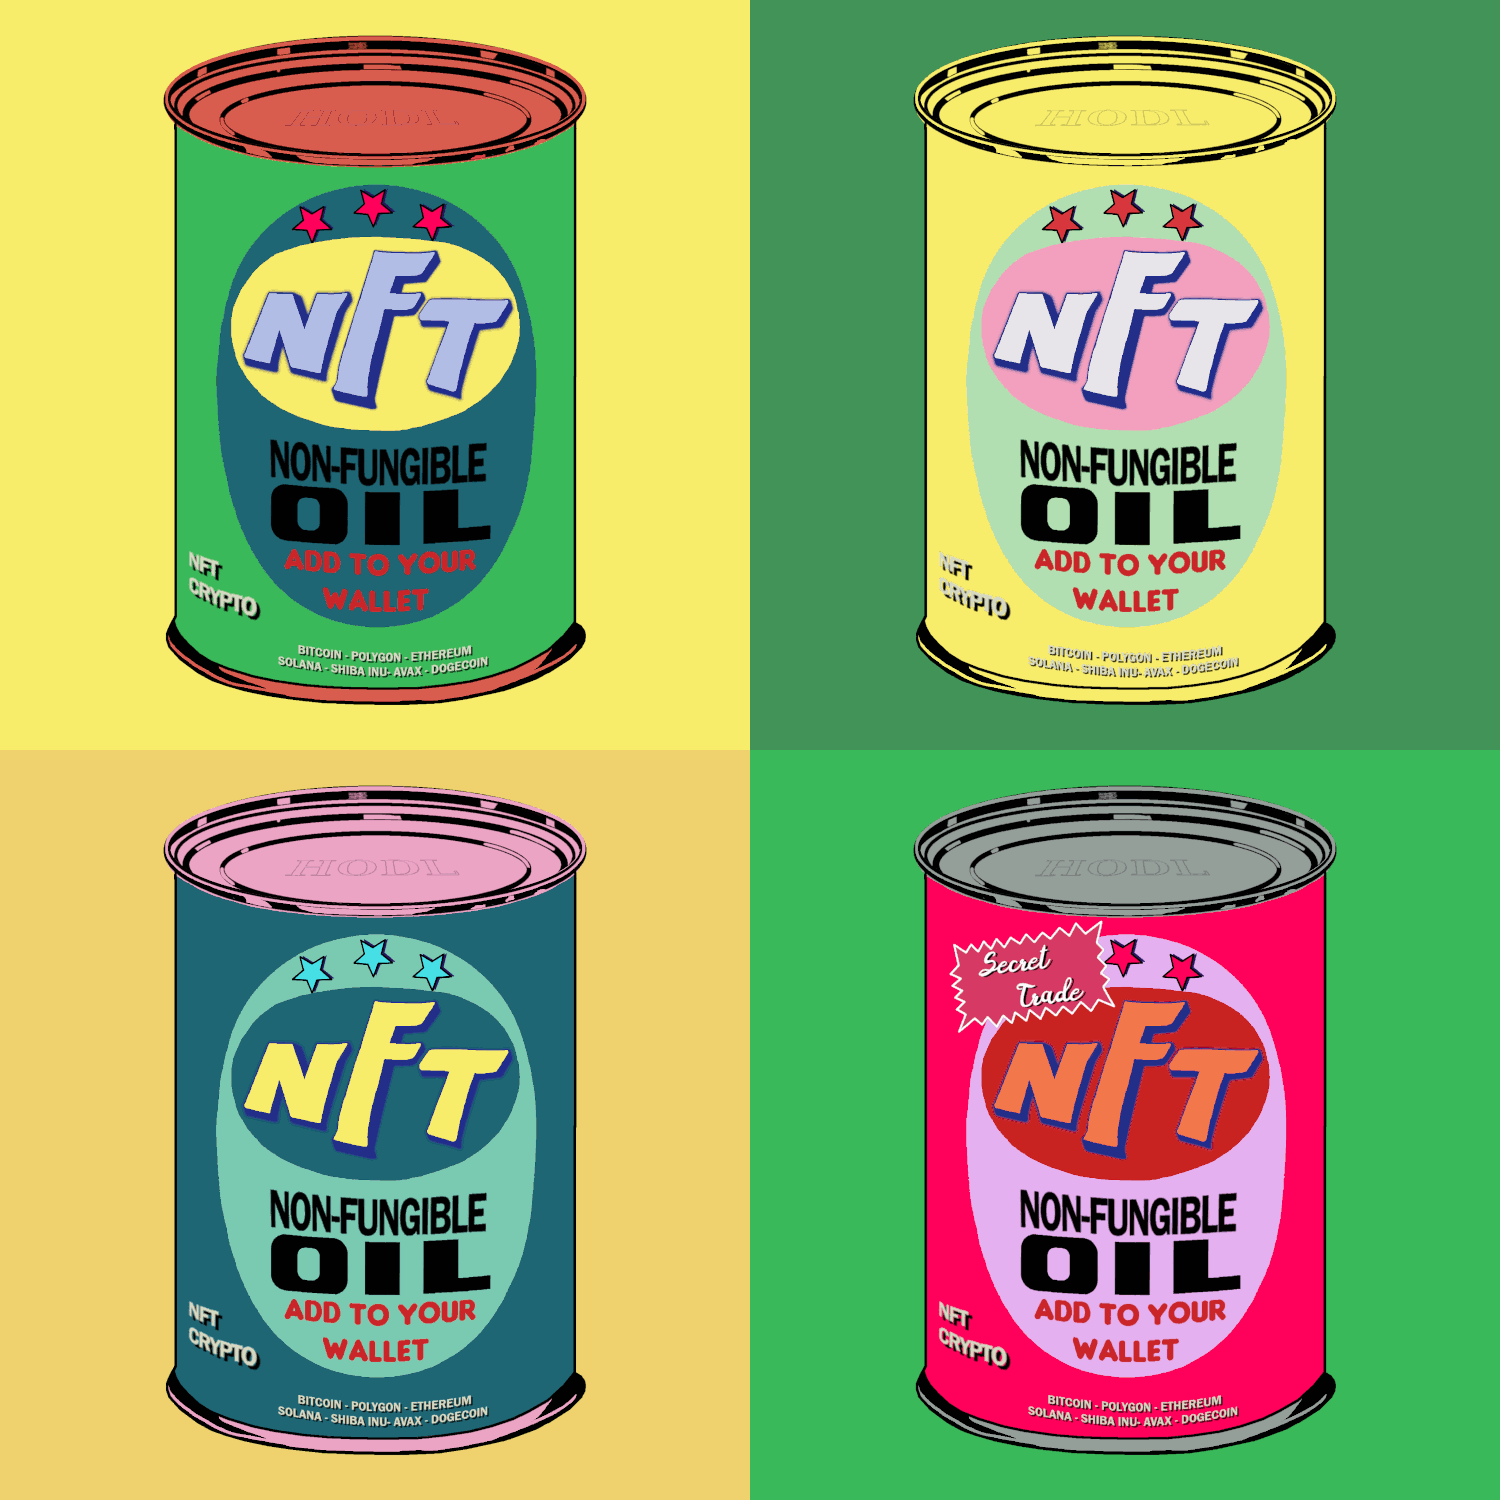 HODL
NFT
NON-FUNGIBLE
OIL
ADD TO YOUR
WALLET
NFT
CRYPTO
BITCOIN - POLYGON - ETHEREUM
SOLANA - SHIBA INU- AVAX - DOGECOIN
HODL
NFT
NON-FUNGIBLE
OIL
ADD TO YOUR
WALLET
NFT
CRYPTO
BITCOIN - POLYGON - ETHEREUM
SOLANA - SHIBA INU- AVAX - DOGECOIN
HODL
NFT
NON-FUNGIBLE
OIL
ADD TO YOUR
WALLET
NFT
CRYPTO
BITCOIN - POLYGON - ETHEREUM
SOLANA - SHIBA INU- AVAX - DOGECOIN
HODL
Secret
Trade
NFT
NON-FUNGIBLE
OIL
ADD TO YOUR
WALLET
NFT
CRYPTO
BITCOIN - POLYGON - ETHEREUM
SOLANA - SHIBA INU- AVAX - DOGECOIN